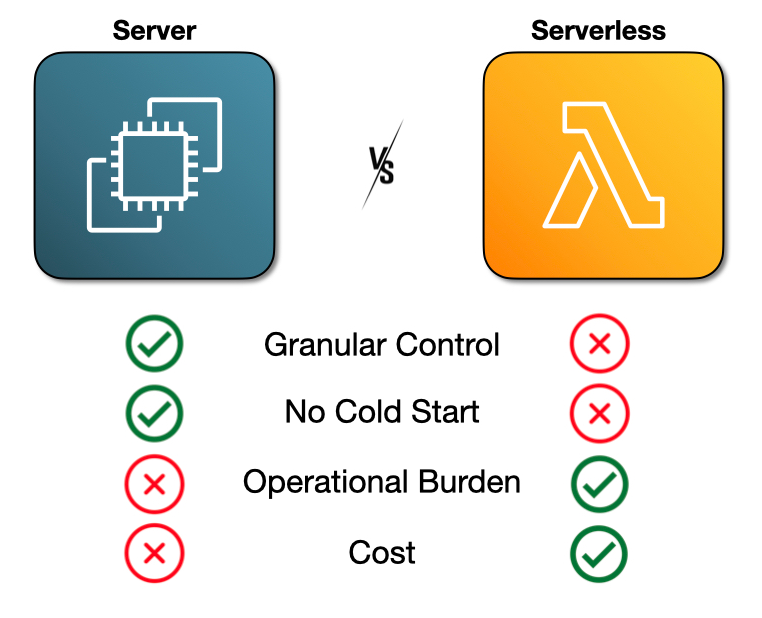 Server
Serverless
VS
Granular Control
No Cold Start
Operational Burden
Cost